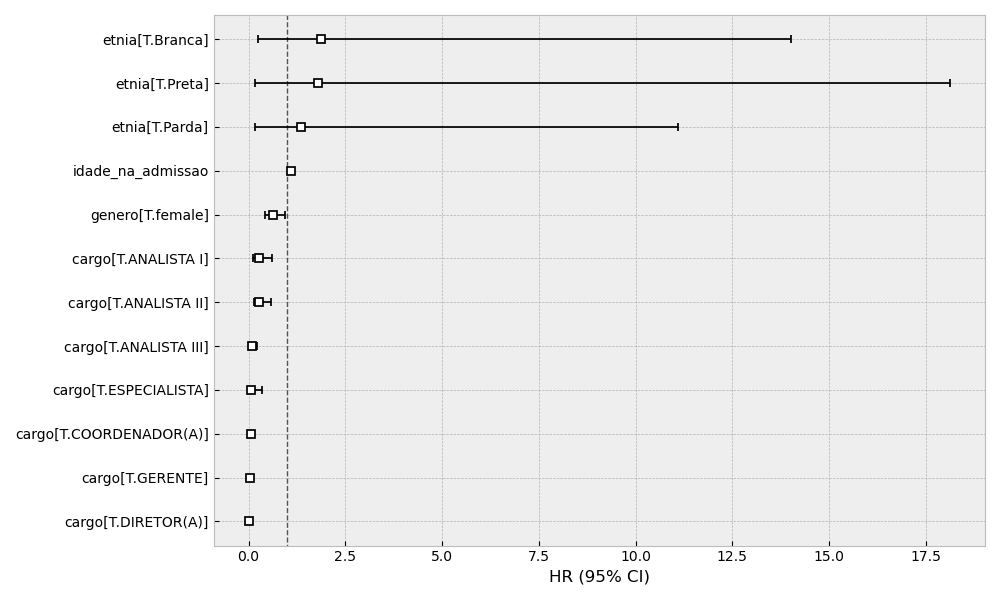 etnia[T.Branca]
etnia[T.Preta]
etnia[T.Parda]
idade_na_admissao
genero[T.female]
cargo[T.ANALISTA I]
cargo[T.ANALISTA II]
cargo[T.ANALISTA III]
cargo[T.ESPECIALISTA]
cargo[T.COORDENADOR(A)]
cargo[T.GERENTE]
cargo[T.DIRETOR(A)]
0.0 2.5 5.0 7.5 10.0 12.5 15.0 17.5
HR (95% CI)